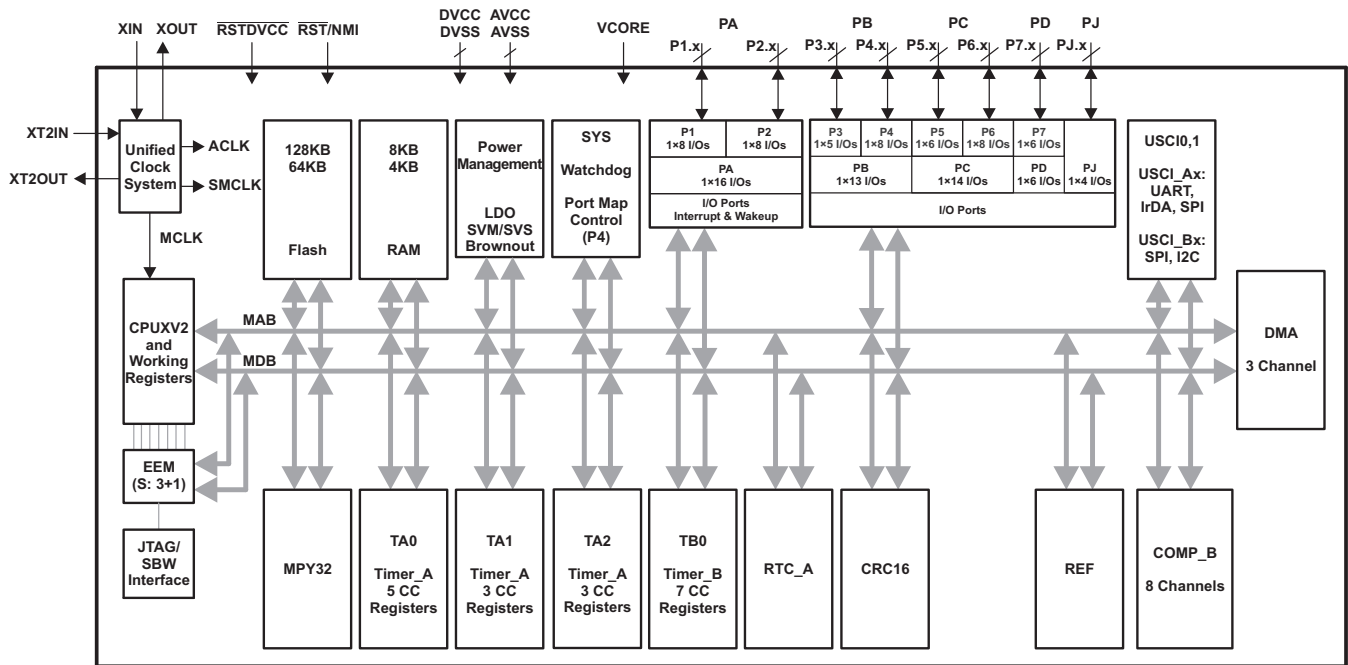 XIN
XOUT
RSTDVCC
RST/NMI
DVCC
DVSS
AVCC
AVSS
VCORE
PA
P1.x
P2.x
PB
P3.x
P4.x
PC
P5.x
P6.x
PD
P7.x
PJ
PJ.x
XT2IN
XT2OUT
Unified
Clock
System
ACLK
SMCLK
MCLK
128KB
64KB
Flash
8KB
4KB
RAM
Power
Management
LDO
SVM/SVS
Brownout
SYS
Watchdog
Port Map
Control
(P4)
P1
1×8 I/Os
P2
1×8 I/Os
PA
1×16 I/Os
I/O Ports
Interrupt & Wakeup
P3
1×5 I/Os
P4
1×8 I/Os
P5
1×6 I/Os
P6
1×8 I/Os
P7
1×6 I/Os
PB
1×13 I/Os
PC
1×14 I/Os
PD
1×6 I/Os
PJ
1×4 I/Os
I/O Ports
USCI0,1
USCI_Ax:
UART,
IrDA, SPI
USCI_Bx:
SPI, I2C
CPUXV2
and
Working
Registers
MAB
MDB
DMA
3 Channel
EEM
(S: 3+1)
JTAG/
SBW
Interface
MPY32
TA0
Timer_A
5 CC
Registers
TA1
Timer_A
3 CC
Registers
TA2
Timer_A
3 CC
Registers
TB0
Timer_B
7 CC
Registers
RTC_A
CRC16
REF
COMP_B
8 Channels